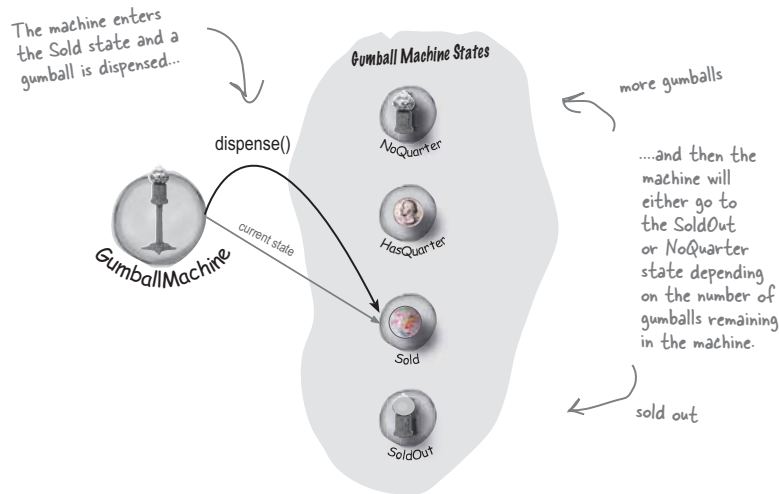 The machine enters
the Sold state and a
gumball is dispensed...
Gumball Machine States
more gumballs
NoQuarter
dispense()
....and then the
machine will
either go to
the SoldOut
or NoQuarter
state depending
on the number of
gumballs remaining
in the machine.
HasQuarter
current state
GumballMachine
Sold
sold out
SoldOut